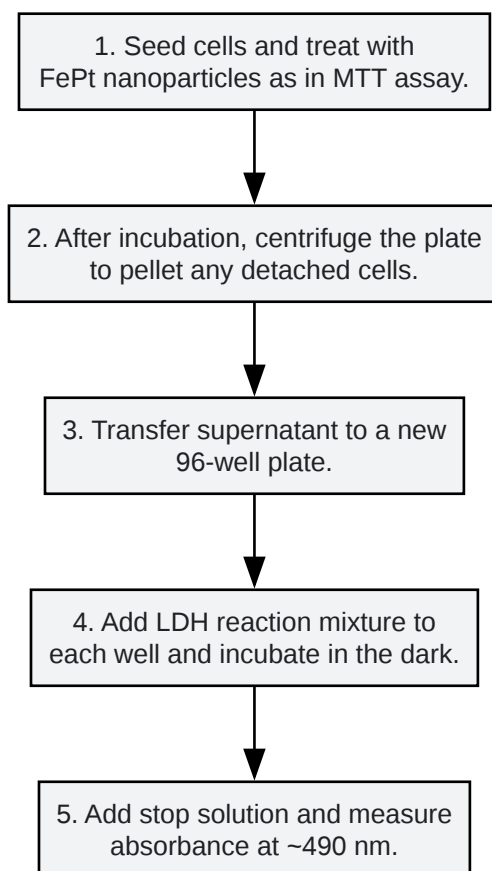 1. Seed cells and treat with
FePt nanoparticles as in MTT assay.
2. After incubation, centrifuge the plate
to pellet any detached cells.
3. Transfer supernatant to a new
96-well plate.
4. Add LDH reaction mixture to
each well and incubate in the dark.
5. Add stop solution and measure
absorbance at ~490 nm.